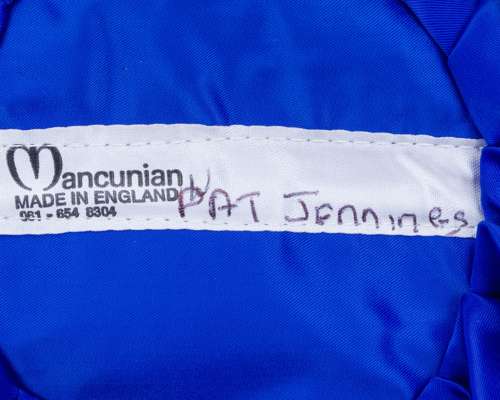 Mancunian
MADE IN ENGLAND
061 - 654 8304
PAT JENNINGS